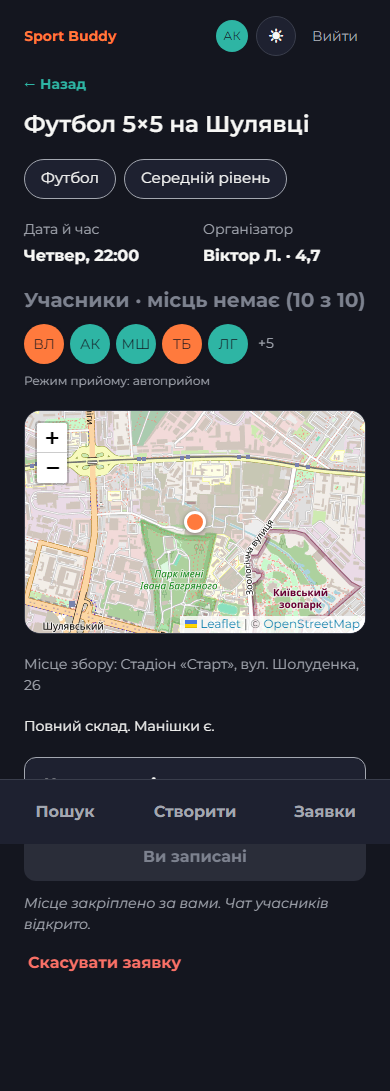 Sport Buddy
АК
Вийти
← Назад
Футбол 5×5 на Шулявці
Футбол
Середній рівень
Дата й час
Організатор
Четвер, 22:00
Віктор Л. · 4,7
Учасники · місць немає (10 з 10)
ВЛ
АК
МШ
ТБ
ЛГ
+5
Режим прийому: автоприйом
+
−
Зоологічна вулиця
Парк імені
Івана Багряного
Київський
зоопарк
Шулявський
Leaflet | © OpenStreetMap
Місце збору: Стадіон «Старт», вул. Шолуденка,
26
Повний склад. Манішки є.
Пошук
Створити
Заявки
Ви записані
Місце закріплено за вами. Чат учасників
відкрито.
Скасувати заявку